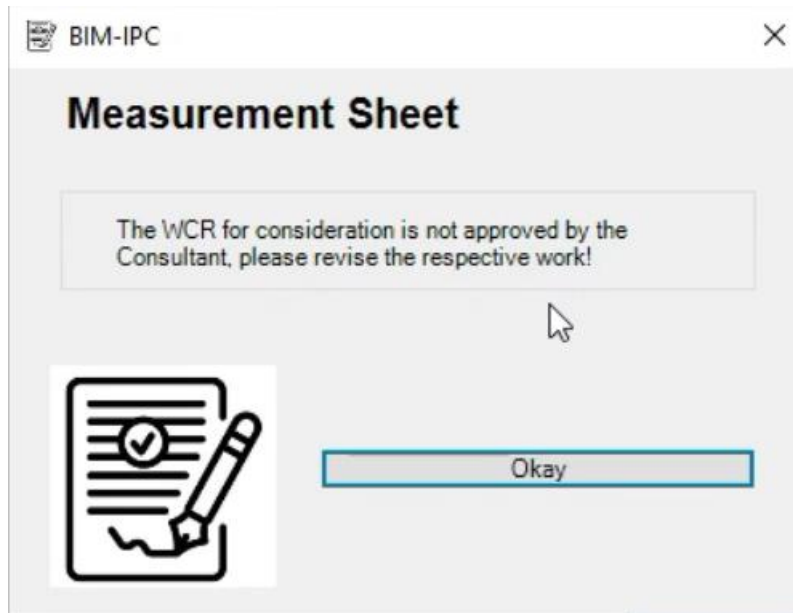 BIM-IPC
Measurement Sheet
The WCR for consideration is not approved by the
Consultant, please revise the respective work!
Okay